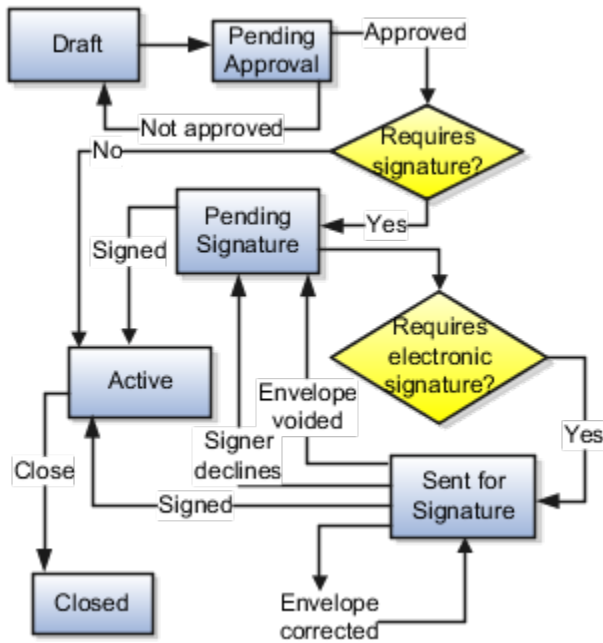 Draft
Pending
Approval
Approved
Not approved
Requires
signature?
No
Pending
Signature
Yes
Signed
Requires
electronic
signature?
Active
Envelope
voided
Signer
declines
Yes
Close
Sent for
Signature
Signed
Closed
Envelope
corrected